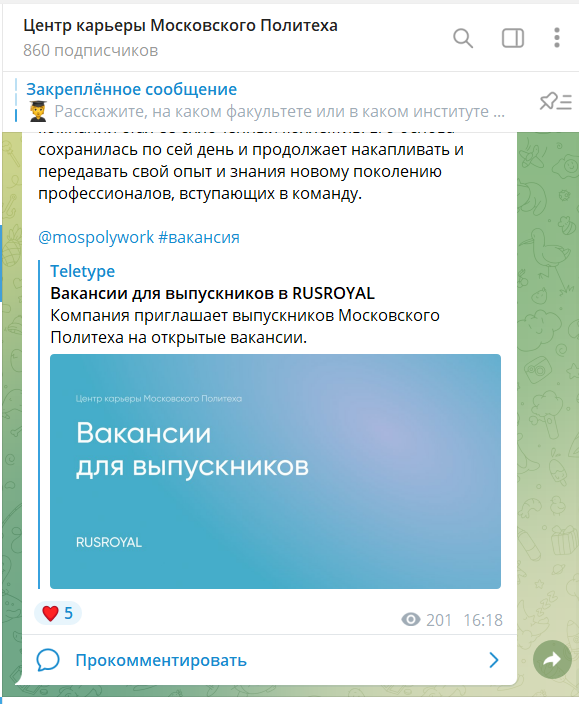 Центр карьеры Московского Политеха
860 подписчиков
Закреплённое сообщение
Расскажите, на каком факультете или в каком институте ...
сохранилась по сей день и продолжает накапливать и
передавать свой опыт и знания новому поколению
профессионалов, вступающих в команду.
@mospolywork #вакансия
Teletype
Вакансии для выпускников в RUSROYAL
Компания приглашает выпускников Московского
Политеха на открытые вакансии.
Центр карьеры Московского Политеха
Вакансии
для выпускников
RUSROYAL
5
201 16:18
Прокомментировать